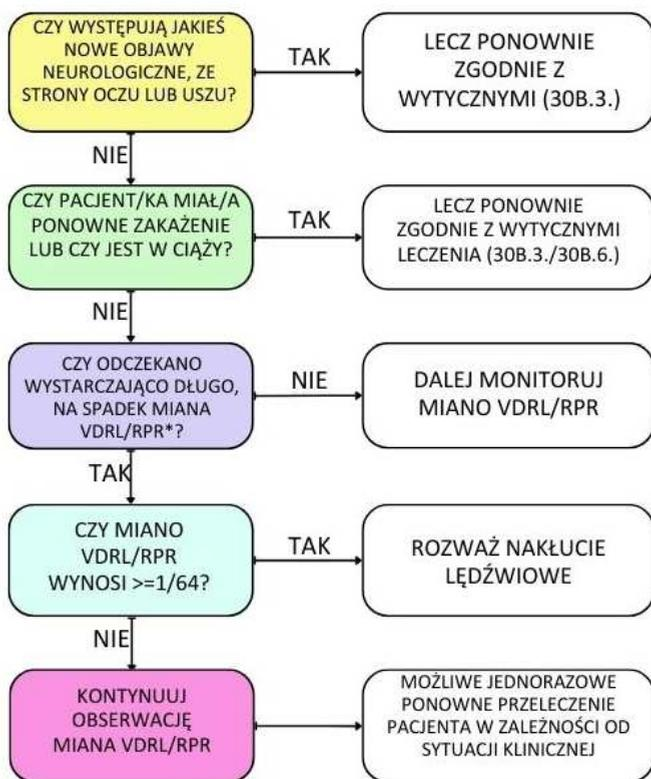 CZY WYSTĘPUJĄ JAKIEŚ
NOWE OBJAWY
NEUROLOGICZNE, ZE
STRONY OCZU LUB USZU?
TAK
LECZ PONOWNIE
ZGODNIE Z
WYTYCZNYMI (30B.3.)
NIE
CZY PACJENT/KA MIAŁ/A
PONOWNE ZAKAŻENIE
LUB CZY JEST W CIĄŻY?
TAK
LECZ PONOWNIE
ZGODNIE Z WYTYCZNYMI
LECZENIA (30B.3./30B.6.)
NIE
CZY ODCZEKANO
WYSTARCZAJĄCO DŁUGO,
NA SPADEK MIANA
VDRL/RPR*?
NIE
DALEJ MONITORUJ
MIANO VDRL/RPR
TAK
CZY MIANO
VDRL/RPR
WYNOSI >=1/64?
TAK
ROZWAŻ NAKŁUCIE
LĘDŹWIOWE
NIE
KONTYNUUJ
OBSERWACJĘ
MIANA VDRL/RPR
MOŻLIWE JEDNORAZOWE
PONOWNE PRZELECZENIE
PACJENTA W ZALEŻNOŚCI OD
SYTUACJI KLINICZNEJ